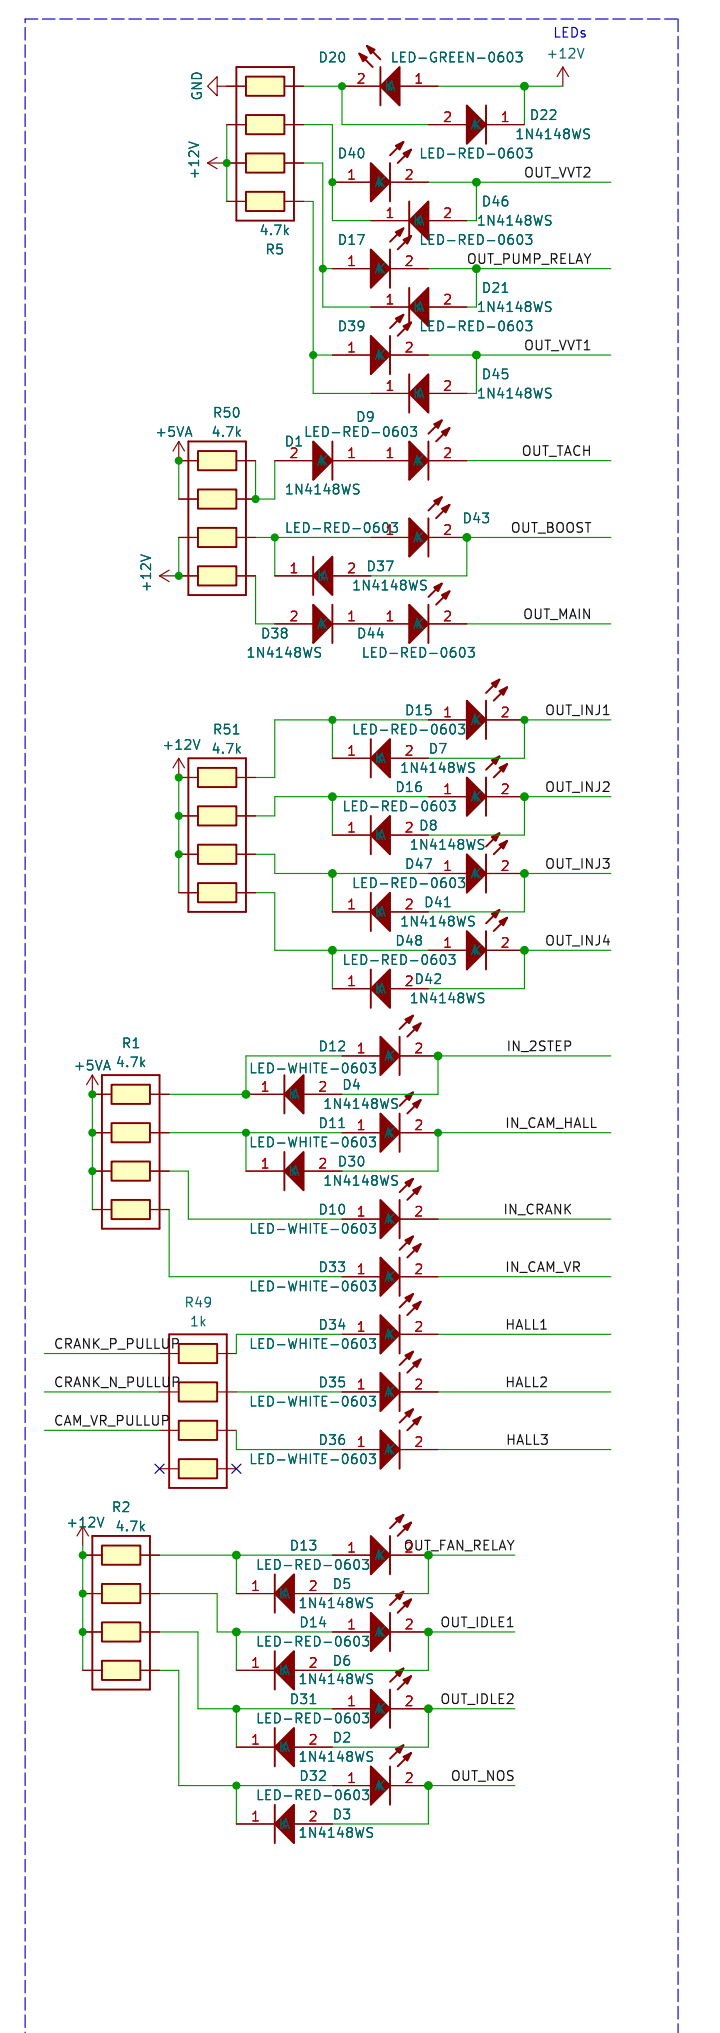 LEDs
+12V
D20
LED-GREEN-0603
GND
2
1
2
1
D22
1N4148WS
+12V
D40
LED-RED-0603
1
2
OUT_VVT2
D46
1
2
1N4148WS
4.7k
R5
D17
LED-RED-0603
1
2
OUT_PUMP_RELAY
D21
1
2
1N4148WS
D39
LED-RED-0603
1
2
OUT_VVT1
D45
1
2
1N4148WS
R50
4.7k
+5VA
D9
LED-RED-0603
D1
2
1
1
2
OUT_TACH
1N4148WS
LED-RED-0603
1
2
D43
OUT_BOOST
+12V
1
2
D37
1N4148WS
2
1
1
2
OUT_MAIN
D38
D44
1N4148WS
LED-RED-0603
R51
4.7k
+12V
D15
1
2
OUT_INJ1
LED-RED-0603
D7
1
2
1N4148WS
D16
1
2
OUT_INJ2
LED-RED-0603
D8
1
2
1N4148WS
D47
1
2
OUT_INJ3
LED-RED-0603
D41
1
2
1N4148WS
D48
1
2
OUT_INJ4
LED-RED-0603
D42
1
2
1N4148WS
R1
4.7k
+5VA
D12
1
2
IN_2STEP
LED-WHITE-0603
D4
1
2
1N4148WS
D11
1
2
IN_CAM_HALL
LED-WHITE-0603
D30
1
2
1N4148WS
D10
1
2
IN_CRANK
LED-WHITE-0603
D33
1
2
IN_CAM_VR
LED-WHITE-0603
R49
1k
D34
1
2
HALL1
LED-WHITE-0603
CRANK_P_PULLUP
D35
1
2
HALL2
LED-WHITE-0603
CRANK_N_PULLUP
CAM_VR_PULLUP
D36
1
2
HALL3
LED-WHITE-0603
R2
4.7k
+12V
D13
1
2
OUT_FAN_RELAY
LED-RED-0603
D5
1
2
1N4148WS
D14
1
2
OUT_IDLE1
LED-RED-0603
D6
1
2
1N4148WS
D31
1
2
OUT_IDLE2
LED-RED-0603
D2
1
2
1N4148WS
D32
1
2
OUT_NOS
LED-RED-0603
D3
1
2
1N4148WS